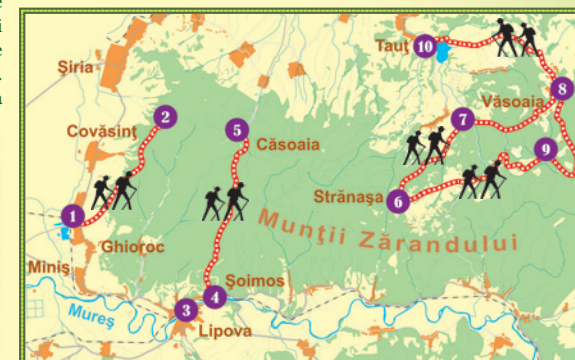 Tauț 10
Șiria
8
Văsoaia
2
7
Covăsinț
5
Căsoaia
9
Strănașa 6
1
Munții Zărandului
Ghioroc
Miniș
Șoimos
4
3
Mureș
Lipova